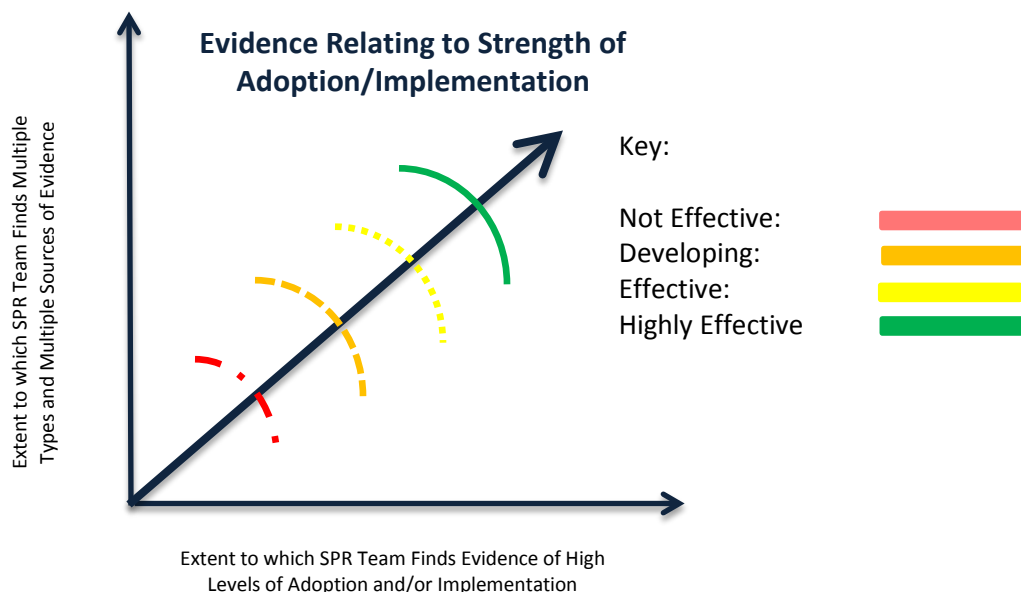 Evidence Relating to Strength of
Adoption/Implementation
Extent to which SPR Team Finds Multiple
Types and Multiple Sources of Evidence
Key:
Not Effective:
Developing:
Effective:
Highly Effective
Extent to which SPR Team Finds Evidence of High
Levels of Adoption and/or Implementation